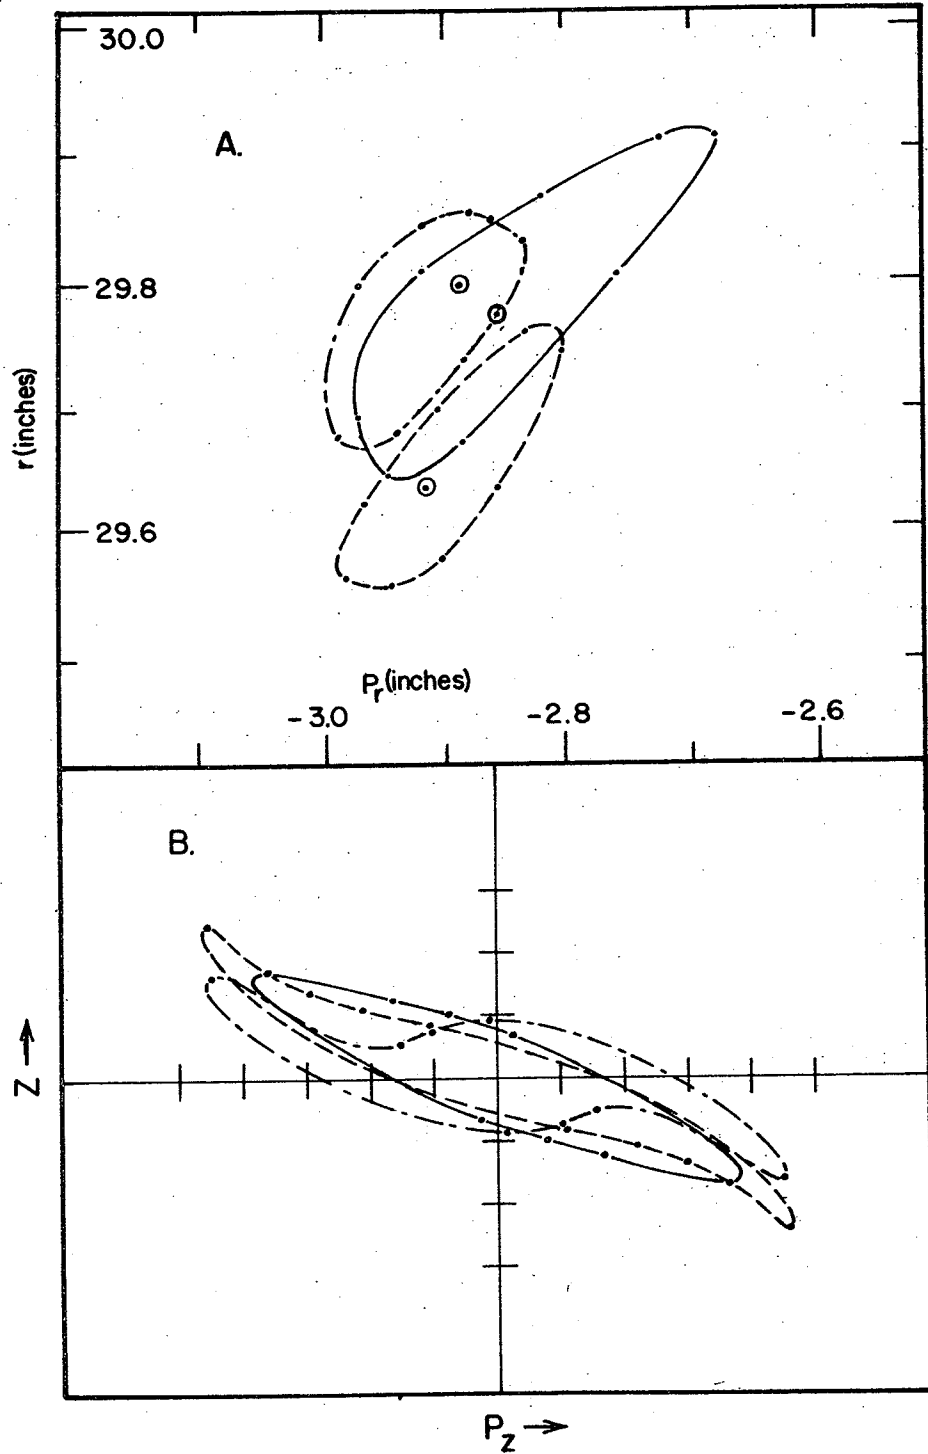 30.0
A.
29.8
r(inches)
29.6
Pr(inches)
-3.0 -2.8 -2.6
B.
Z →
Pz →